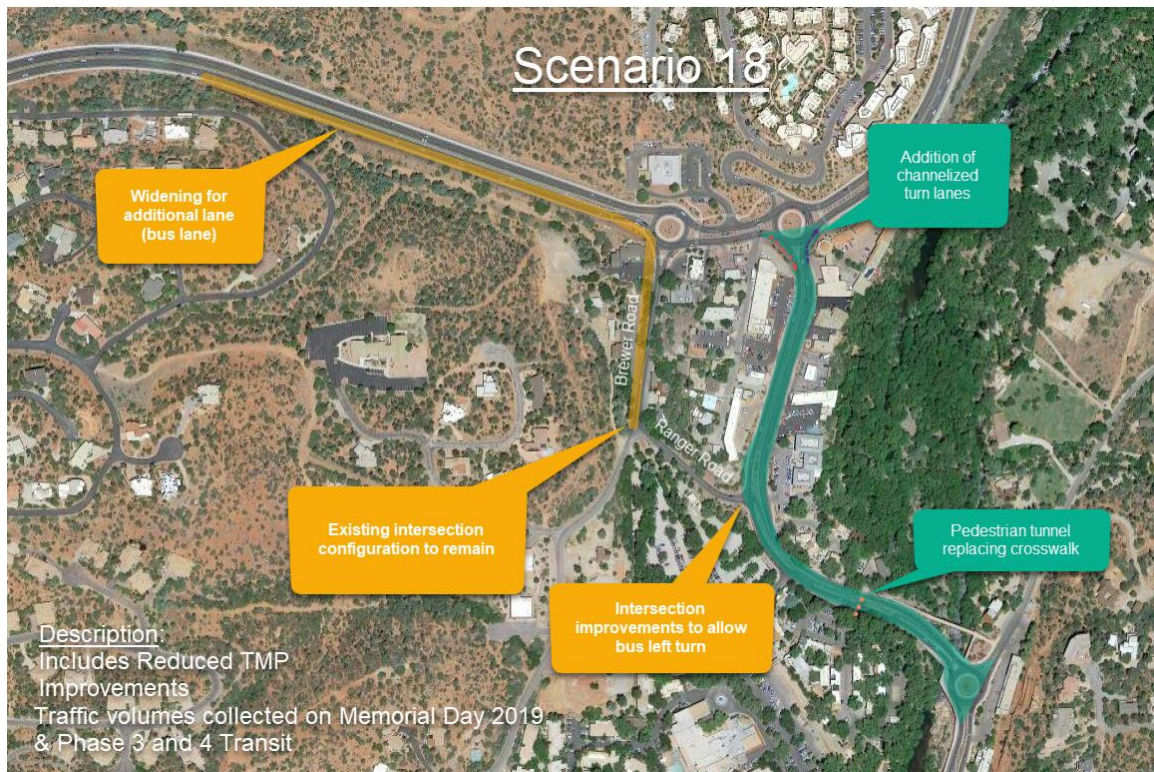 Scenario 18
Addition of
channelized
turn lanes
Widening for
additional lane
(bus lane)
Brewer Road
Ranger Road
Existing intersection
configuration to remain
Pedestrian tunnel
replacing crosswalk
Intersection
improvements to allow
bus left turn
Description:
Includes Reduced TMP
Improvements
Traffic volumes collected on Memorial Day 2019
& Phase 3 and 4 Transit